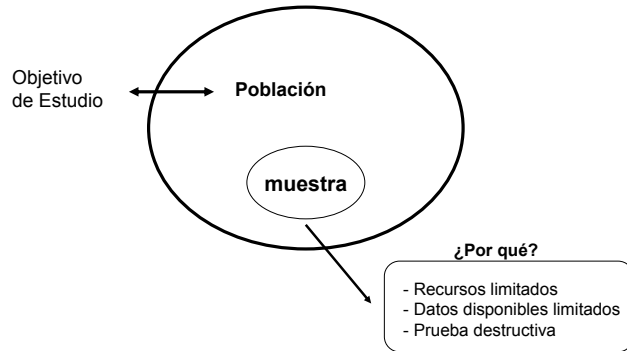 Objetivo
de Estudio
Población
muestra
¿Por qué?
- Recursos limitados
- Datos disponibles limitados
- Prueba destructiva